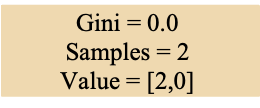 Gini = 0.0
Samples = 2
Value = [2,0]